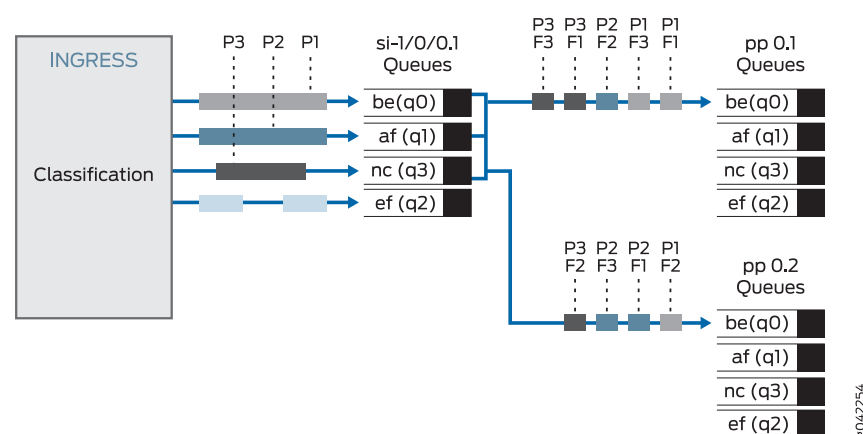 INGRESS
Classification
P3 P2 P1
si-1/0/0.1
Queues
be(q0)
af (q1)
nc (q3)
ef (q2)
P3 P3 P2 P1 P1
F3 F1 F2 F3 F1
pp 0.1
Queues
be(q0)
af (q1)
nc (q3)
ef (q2)
P3 P2 P2 P1
F2 F3 F1 F2
pp 0.2
Queues
be(q0)
af (q1)
nc (q3)
ef (q2)
g042254